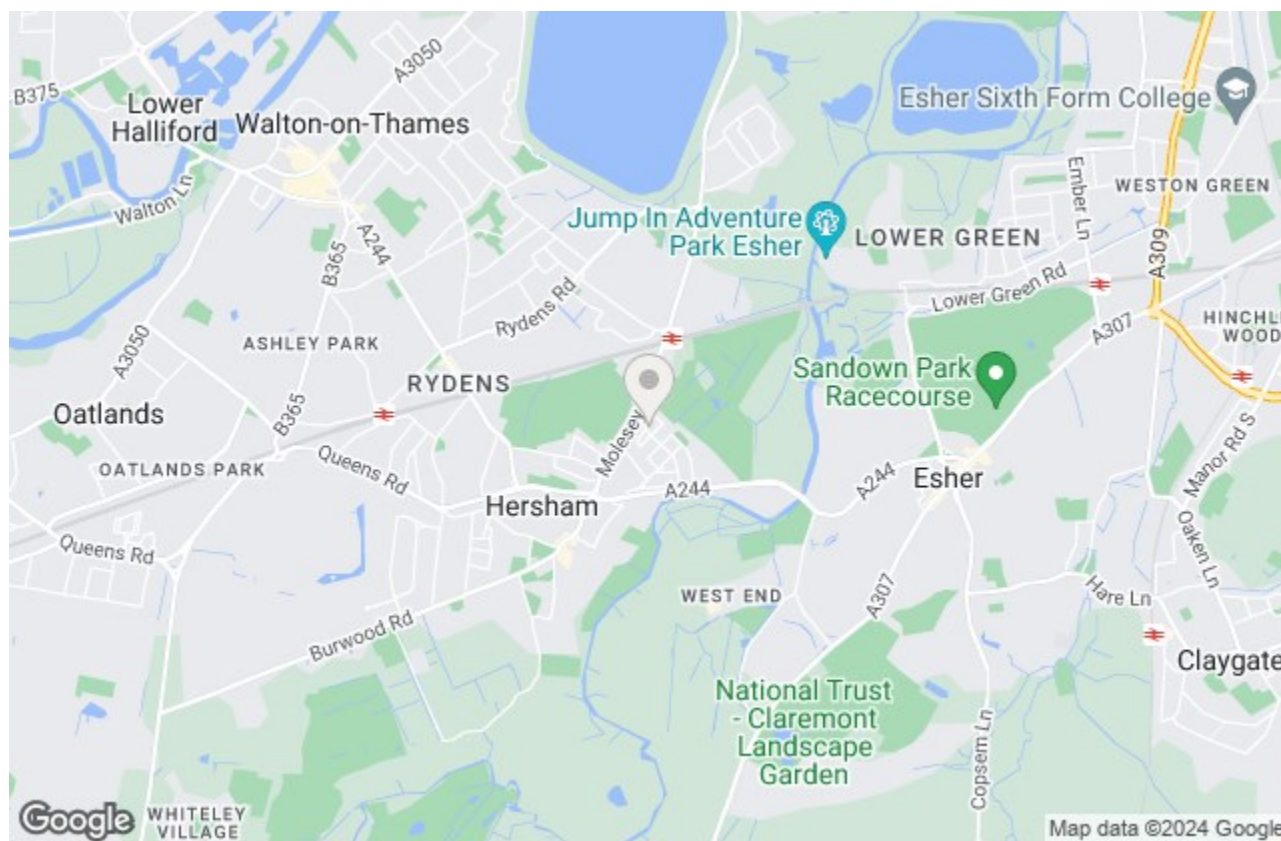 B375
A3050
Lower
Halliford
Walton-on-Thames
Esher Sixth Form College
Walton Ln
A244
B365
Ember Ln
WESTON GREEN
Jump In Adventure
Park Esher
LOWER GREEN
A309
Lower Green Rd
Rydens Rd
A3050
ASHLEY PARK
A307
HINCHL
WOOD
RYDENS
Sandown Park
Racecourse
Oatlands
B365
Molesey
Manor Rd S
OATLANDS PARK
Queens Rd
A244
A244
Esher
Hersham
Queens Rd
Oaken Ln
WEST END
A307
Hare Ln
Burwood Rd
Claygate
National Trust
- Claremont
Landscape
Garden
Copsem Ln
WHITELEY
VILLAGE
Google
Map data ©2024 Google